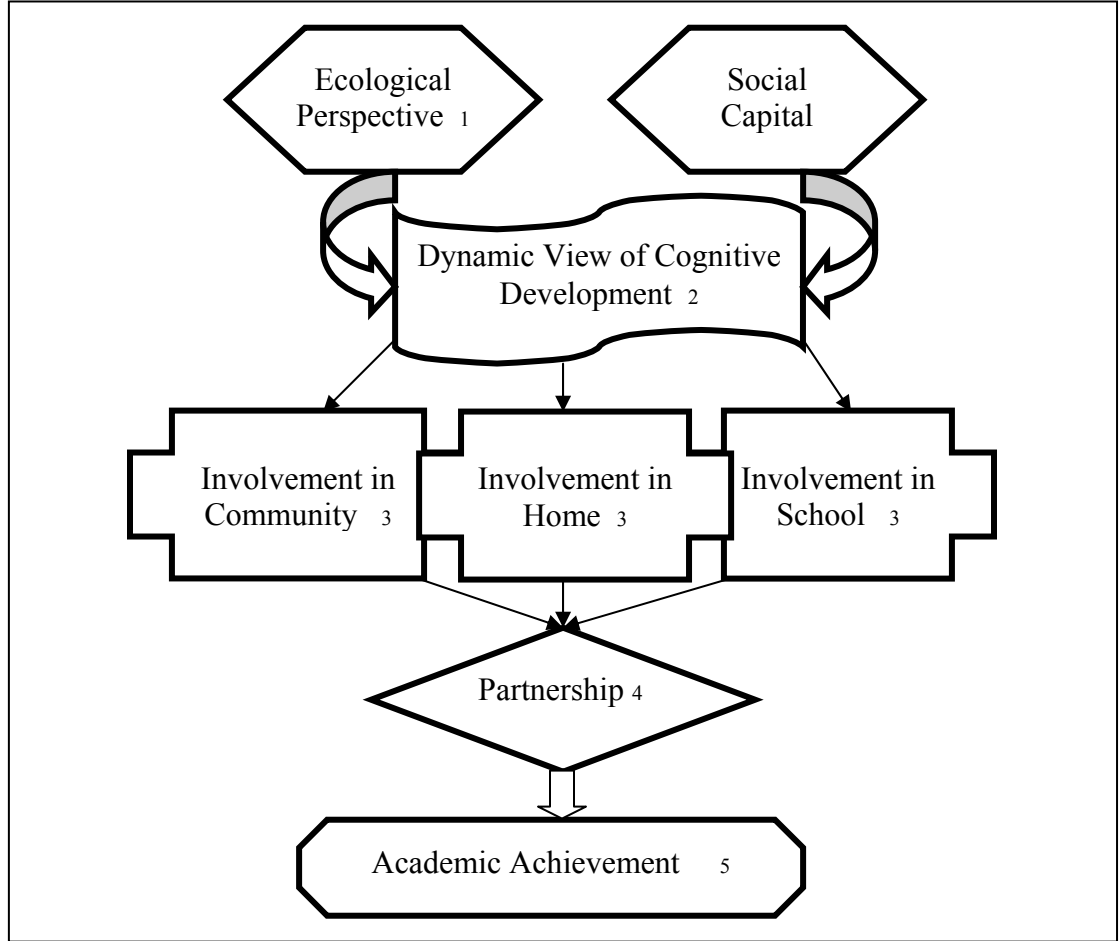 Ecological
Perspective 1
Social
Capital
Dynamic View of Cognitive
Development 2
Involvement in
Community 3
Involvement in
Home 3
Involvement in
School 3
Partnership 4
Academic Achievement 5